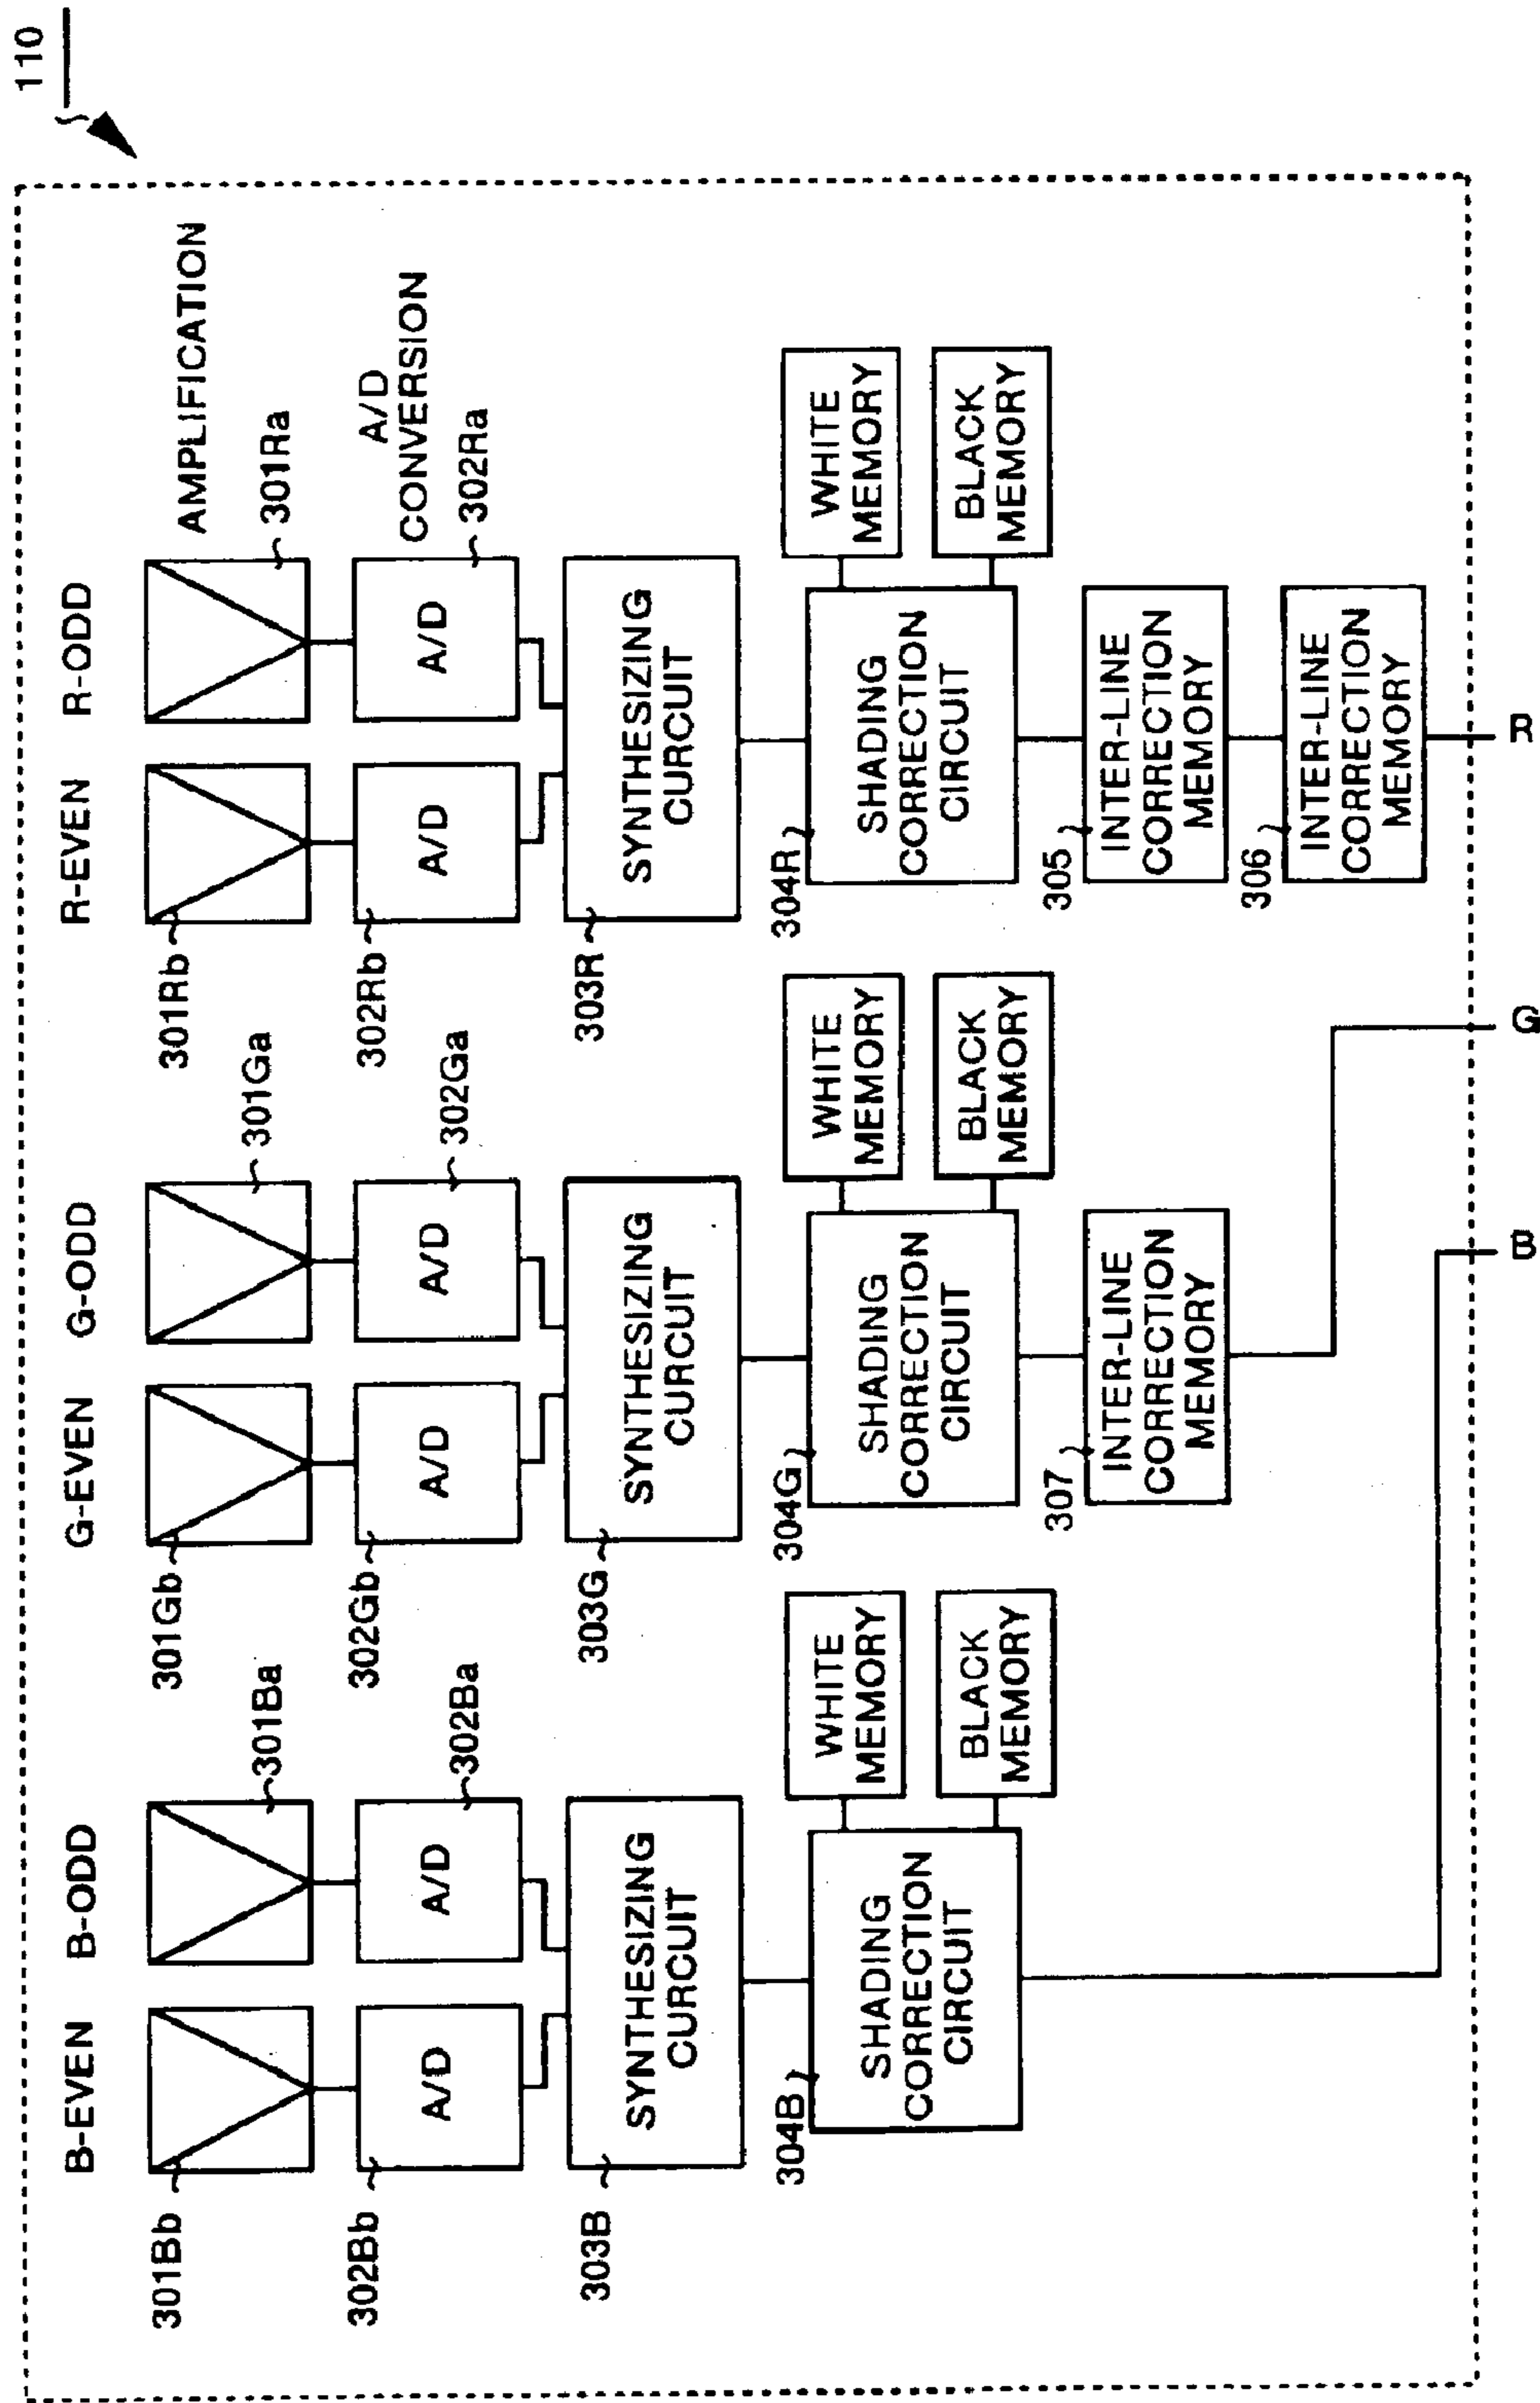 110
B-EVEN B-ODD G-EVEN G-ODD R-EVEN R-ODD
AMPLIFICATION
301Bb 301Ba 301Gb 301Ga 301Rb 301Ra
A/D
CONVERSION
A/D A/D A/D A/D A/D A/D
302Bb 302Ba 302Gb 302Ga 302Rb 302Ra
303B 303G 303R
SYNTHESIZING
CURCUIT
SYNTHESIZING
CURCUIT
SYNTHESIZING
CURCUIT
304B
SHADING
CORRECTION
CIRCUIT
WHITE
MEMORY
BLACK
MEMORY
304G
SHADING
CORRECTION
CIRCUIT
WHITE
MEMORY
BLACK
MEMORY
304R
SHADING
CORRECTION
CIRCUIT
WHITE
MEMORY
BLACK
MEMORY
307
INTER-LINE
CORRECTION
MEMORY
305
INTER-LINE
CORRECTION
MEMORY
306
INTER-LINE
CORRECTION
MEMORY
B G R